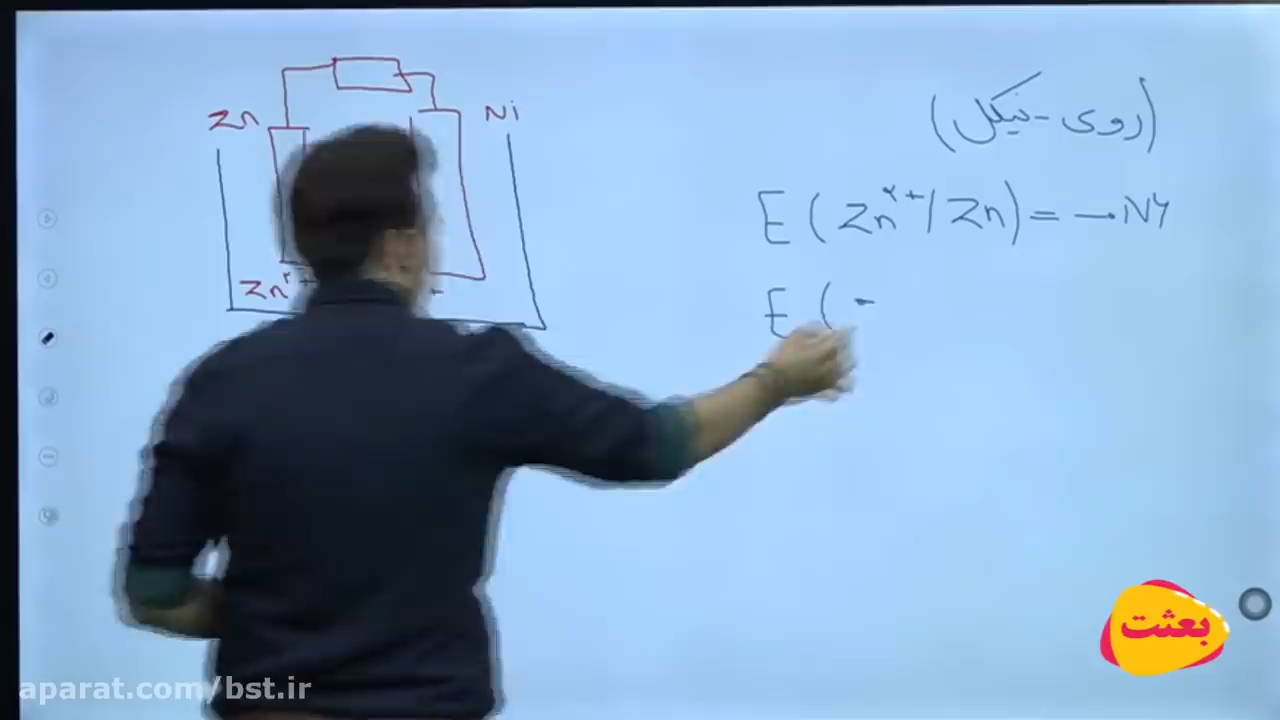 (روی - نیکل)
Zn
Ni
E (Zn²⁺/Zn) = -۰٫۷۶
Zn²⁺
+
E (
بعثت
aparat.com/bst.ir